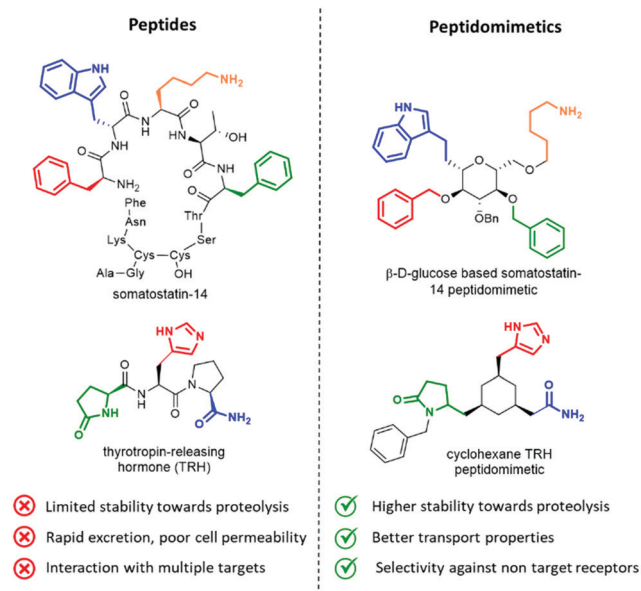 Peptides
NH
NH2
O
H
N
O
N
H
O
HN
OH
O
NH
O
NH2
Phe
Asn
Lys
Cys
Cys
Ser
Thr
Ala
Gly
OH
somatostatin-14
HN
N
O
O
NH
N
H
O
N
O
NH2
thyrotropin-releasing
hormone (TRH)
Limited stability towards proteolysis
Rapid excretion, poor cell permeability
Interaction with multiple targets
Peptidomimetics
HN
NH2
O
O
O
O
OBn
β-D-glucose based somatostatin-
14 peptidomimetic
HN
N
O
N
O
NH2
cyclohexane TRH
peptidomimetic
Higher stability towards proteolysis
Better transport properties
Selectivity against non target receptors